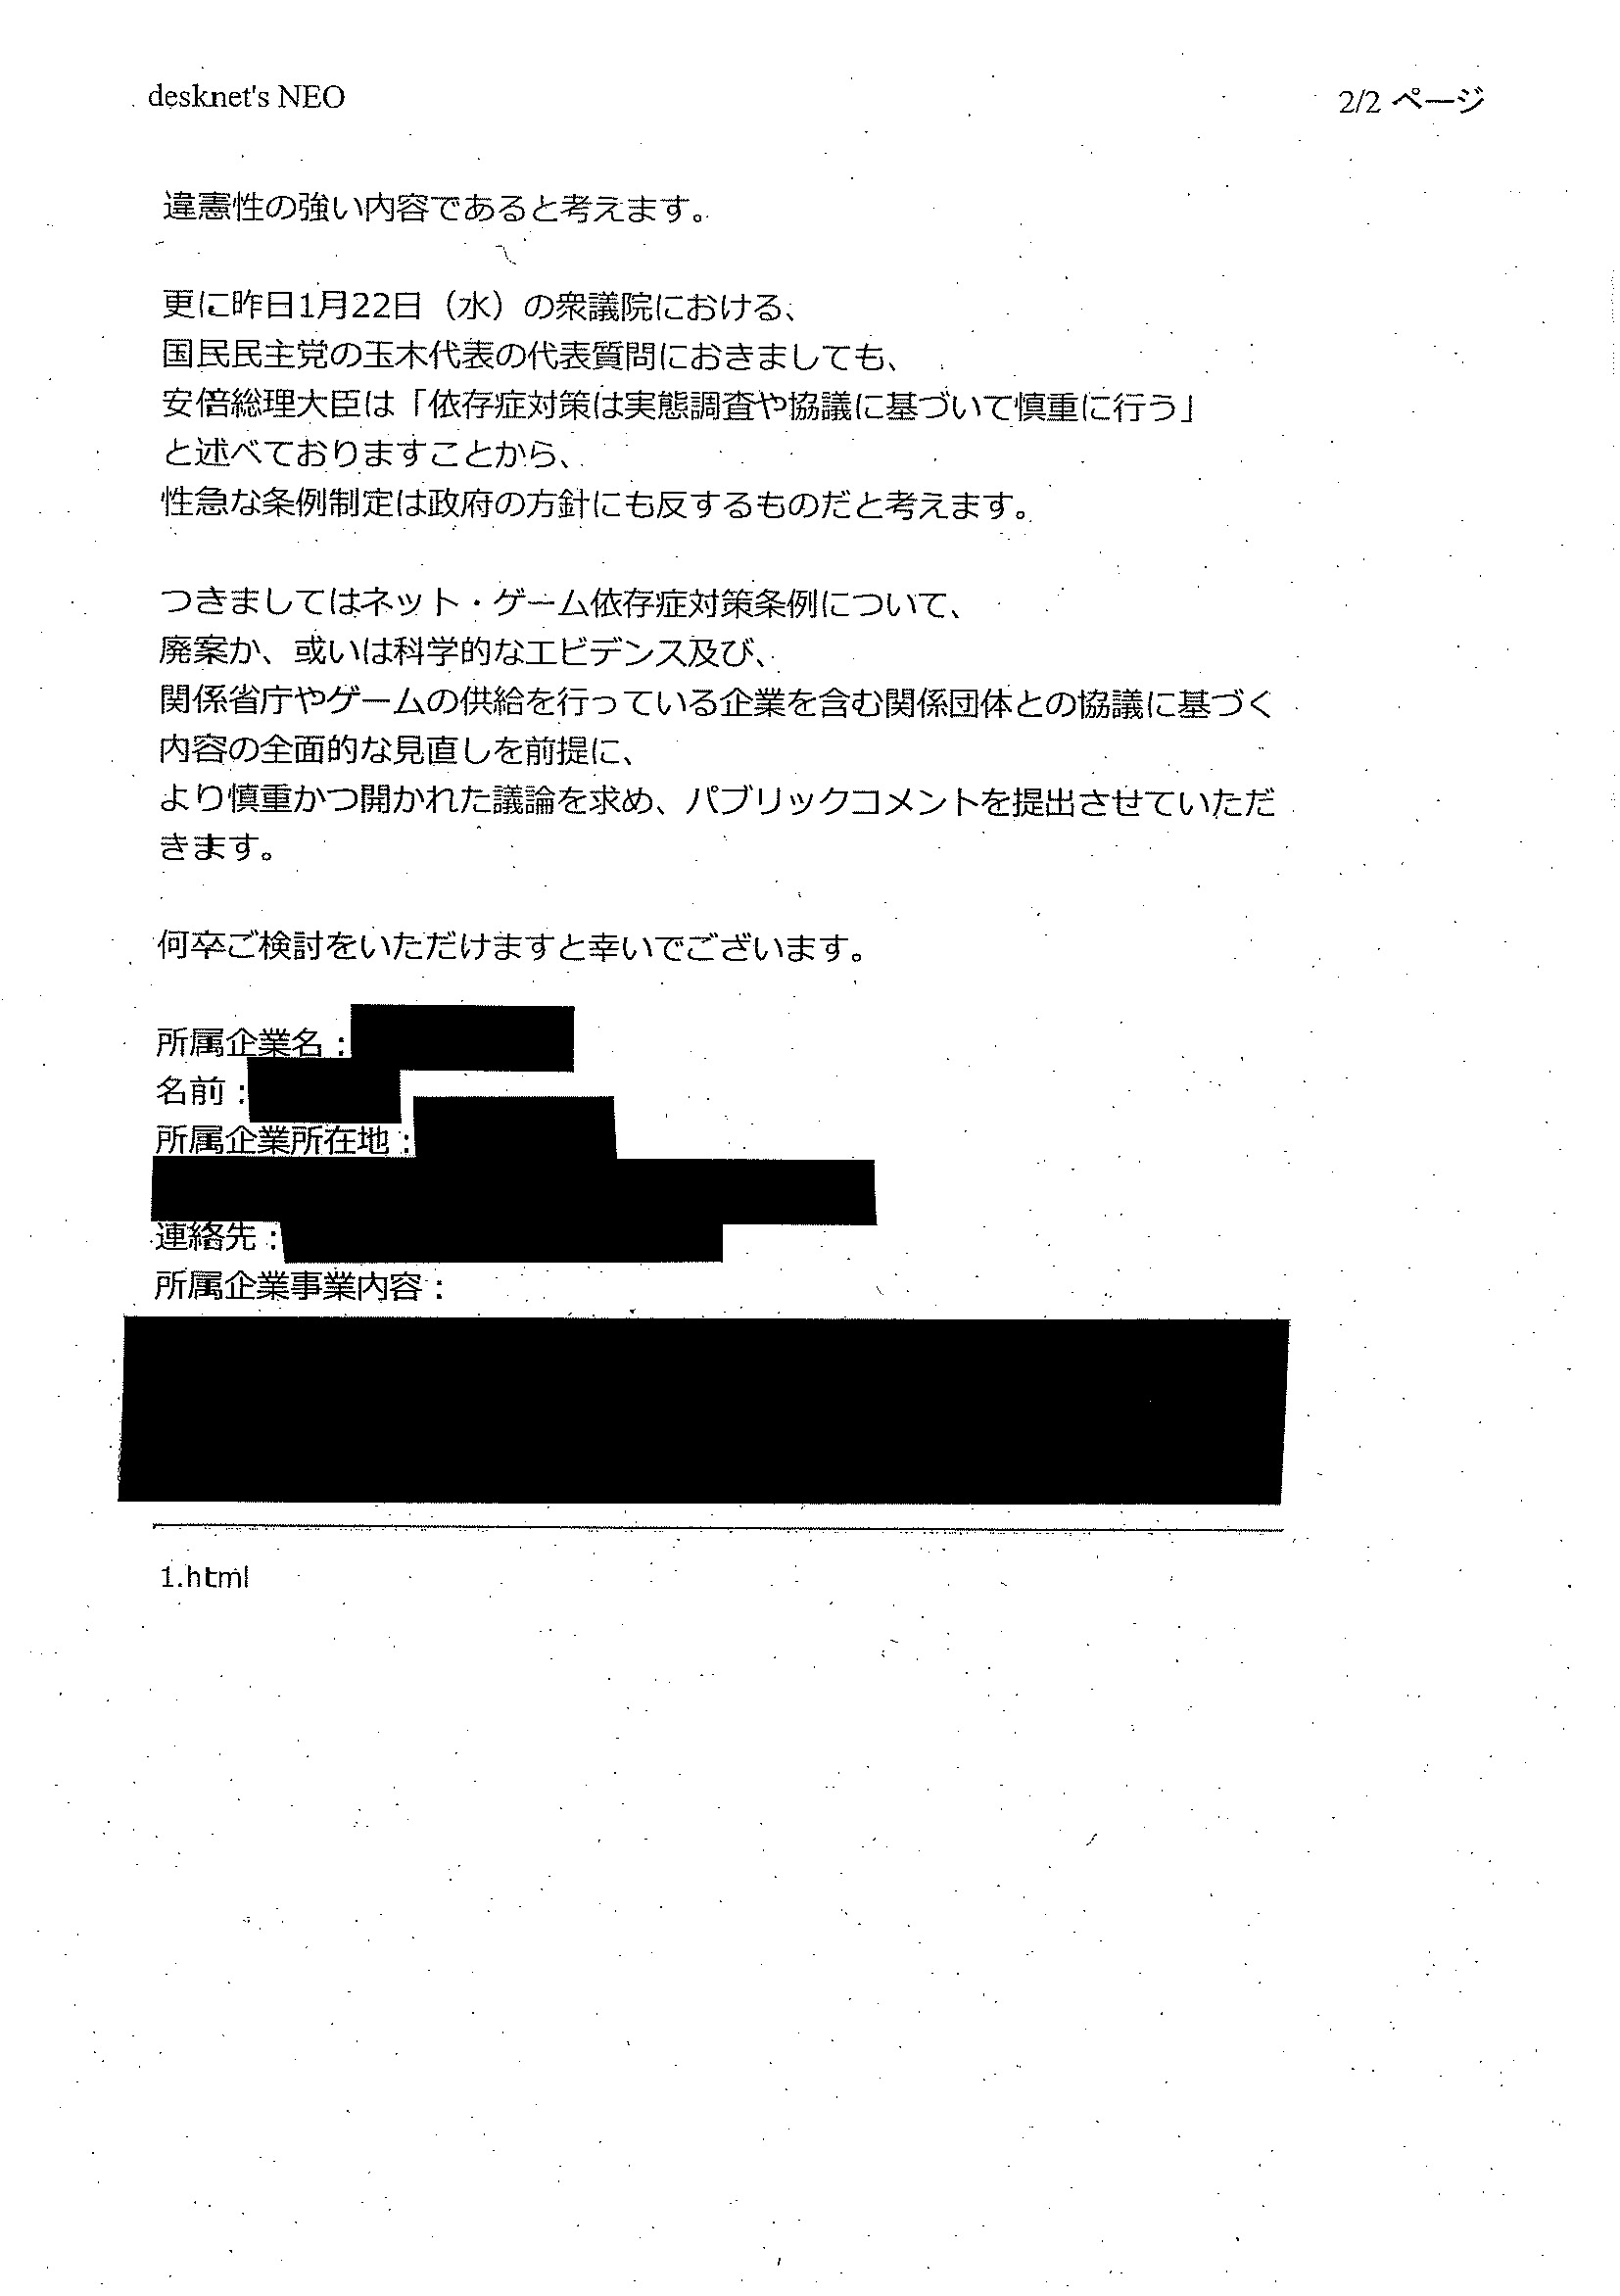 desknet's NEO
2/2 ページ
違憲性の強い内容であると考えます。
更に昨日1月22日（水）の衆議院における、
国民民主党の玉木代表の代表質問におきましても、
安倍総理大臣は「依存症対策は実態調査や協議に基づいて慎重に行う」
と述べておりますことから、
性急な条例制定は政府の方針にも反するものだと考えます。
つきましてはネット・ゲーム依存症対策条例について、
廃案か、或いは科学的なエビデンス及び、
関係省庁やゲームの供給を行っている企業を含む関係団体との協議に基づく
内容の全面的な見直しを前提に、
より慎重かつ開かれた議論を求め、パブリックコメントを提出させていただ
きます。
何卒ご検討をいただけますと幸いでございます。
所属企業名：
名前：
所属企業所在地：
連絡先：
所属企業事業内容：
1.html